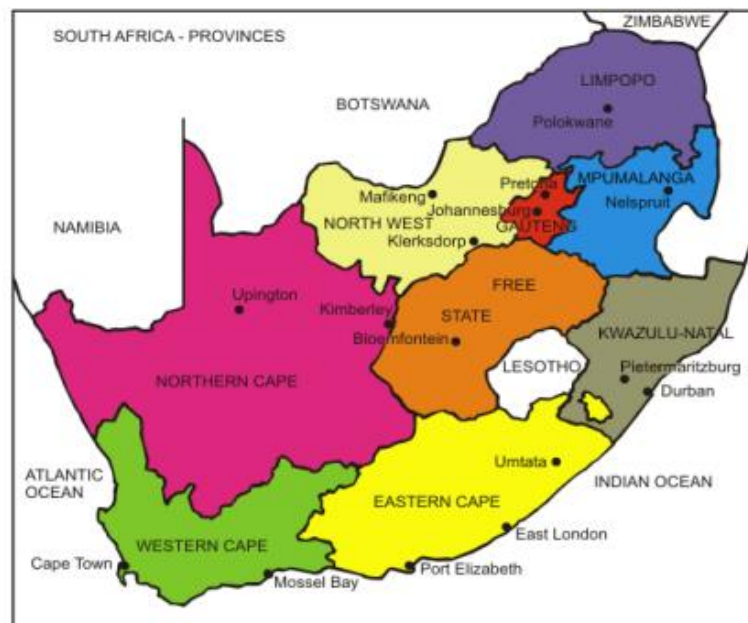 ZIMBABWE
SOUTH AFRICA - PROVINCES
LIMPOPO
BOTSWANA
Polokwane
MPUMALANGA
Pretoria
Mafikeng
Nelspruit
Johannesburg
NORTH WEST
GAUTENG
NAMIBIA
Klerksdorp
FREE
Upington
Kimberley
STATE
KWAZULU-NATAL
Bloemfontein
LESOTHO
Pietermaritzburg
NORTHERN CAPE
Durban
Umtata
ATLANTIC
OCEAN
INDIAN OCEAN
EASTERN CAPE
East London
WESTERN CAPE
Cape Town
Port Elizabeth
Mossel Bay